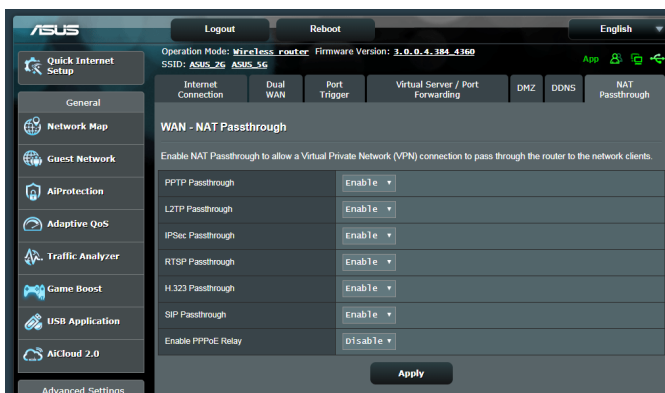 ASUS
Logout
Reboot
English
Operation Mode: Wireless router Firmware Version: 3.0.0.4.384_4360
SSID: ASUS_2G ASUS_5G
App
Quick Internet
Setup
General
Network Map
Guest Network
AiProtection
Adaptive QoS
Traffic Analyzer
Game Boost
USB Application
AiCloud 2.0
Advanced Settings
Internet
Connection
Dual
WAN
Port
Trigger
Virtual Server / Port
Forwarding
DMZ
DDNS
NAT
Passthrough
WAN - NAT Passthrough
Enable NAT Passthrough to allow a Virtual Private Network (VPN) connection to pass through the router to the network clients.
PPTP Passthrough Enable
L2TP Passthrough Enable
IPSec Passthrough Enable
RTSP Passthrough Enable
H.323 Passthrough Enable
SIP Passthrough Enable
Enable PPPoE Relay Disable
Apply